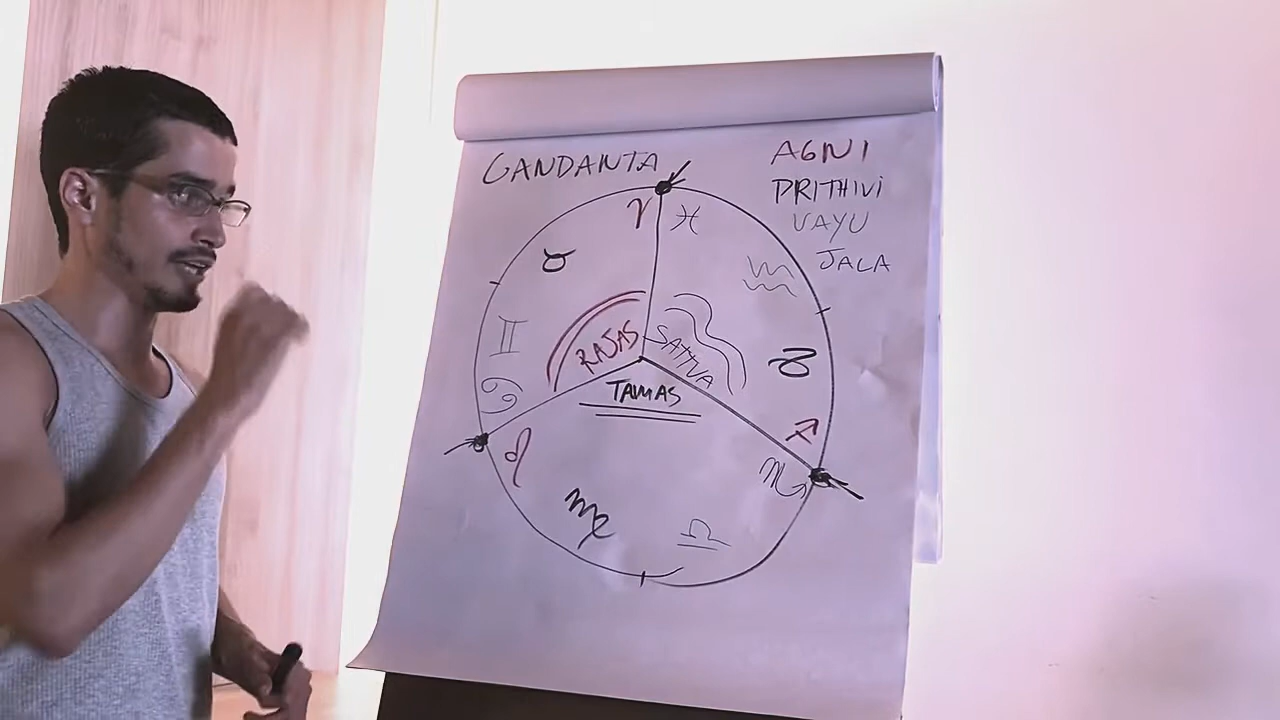 GANDANTA
AGNI
PRITHIVI
VAYU
JALA
♈ ♓
♉ ♒
♊ RAJAS SATTVA ♑
♋ TAMAS ♐
♌ ♏
♍ ♎